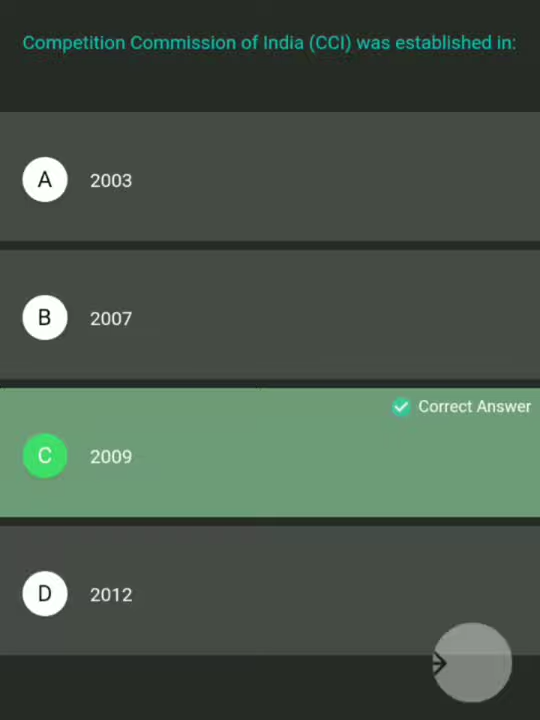 Competition Commission of India (CCI) was established in:
A 2003
B 2007
Correct Answer
C 2009
D 2012